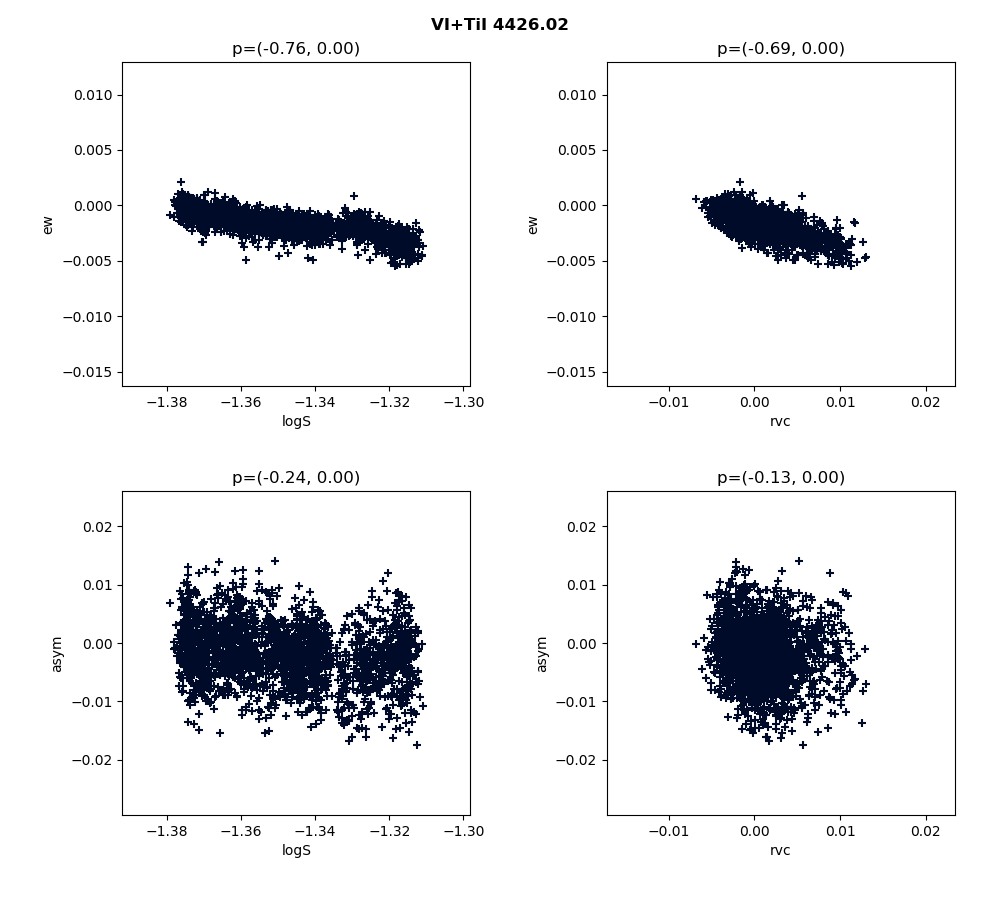 VI+TiI 4426.02
p=(-0.76, 0.00)
0.010
0.005
0.000
−0.005
−0.010
−0.015
ew
−1.38 −1.36 −1.34 −1.32 −1.30
logS
p=(-0.69, 0.00)
0.010
0.005
0.000
−0.005
−0.010
−0.015
ew
−0.01 0.00 0.01 0.02
rvc
p=(-0.24, 0.00)
0.02
0.01
0.00
−0.01
−0.02
asym
−1.38 −1.36 −1.34 −1.32 −1.30
logS
p=(-0.13, 0.00)
0.02
0.01
0.00
−0.01
−0.02
asym
−0.01 0.00 0.01 0.02
rvc